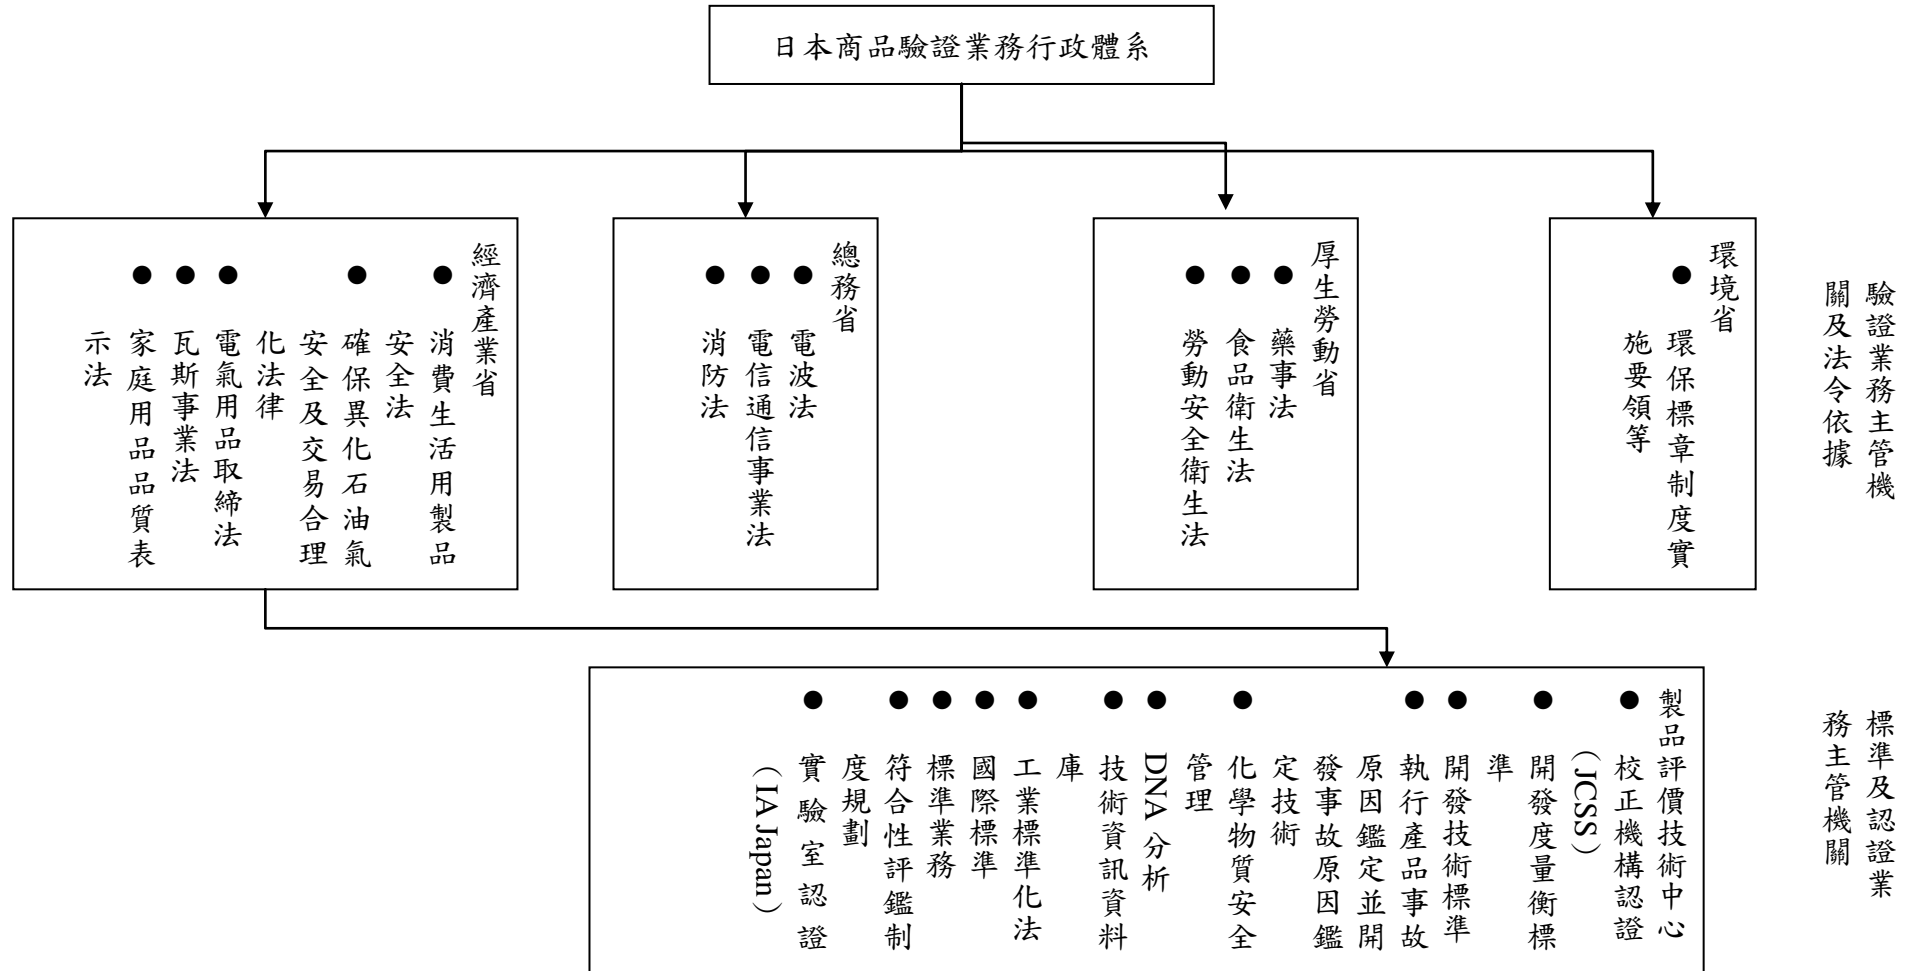 日本商品驗證業務行政體系
驗證業務主管機
關及法令依據
環境省
● 環保標章制度實
施要領等
厚生勞動省
● 藥事法
● 食品衛生法
● 勞動安全衛生法
總務省
● 電波法
● 電信通信事業法
● 消防法
經濟產業省
● 消費生活用製品
安全法
● 確保異化石油氣
安全及交易合理
化法律
● 電氣用品取締法
● 瓦斯事業法
● 家庭用品品質表
示法
標準及認證業
務主管機關
製品評價技術中心
● 校正機構認證
(JCSS)
● 開發度量衡標
準
● 開發技術標準
● 執行產品事故
原因鑑定並開
發事故原因鑑
定技術
● 化學物質安全
管理
● DNA 分析
● 技術資訊資料
庫
● 工業標準化法
● 國際標準
● 標準業務
● 符合性評鑑制
度規劃
● 實驗室認證
(IA Japan)